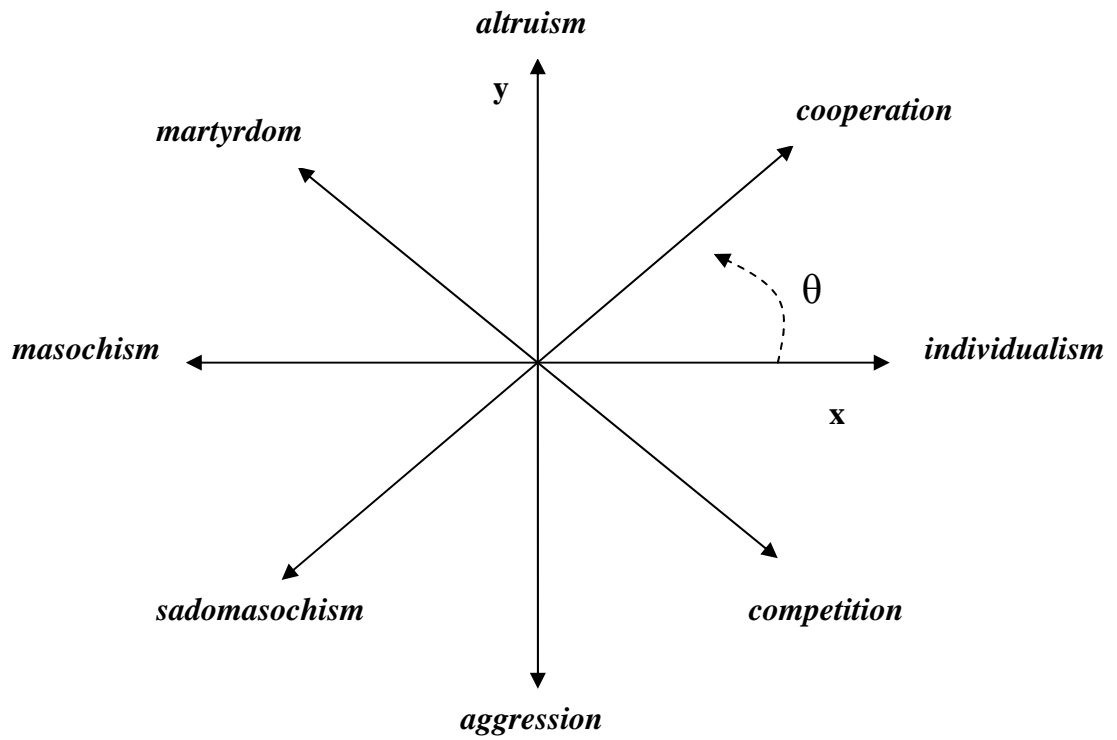 altruism
y
cooperation
martyrdom
θ
masochism
individualism
x
sadomasochism
competition
aggression